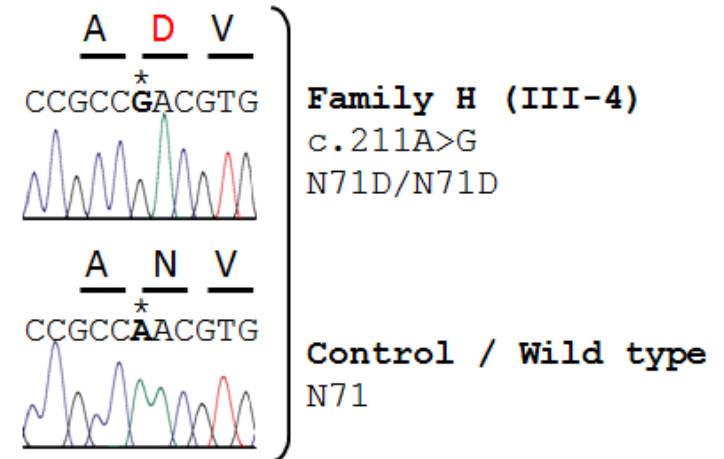 A D V
*
CCGCCGACGTG
Family H (III-4)
c.211A>G
N71D/N71D
A N V
*
CCGCCAACGTG
Control / Wild type
N71